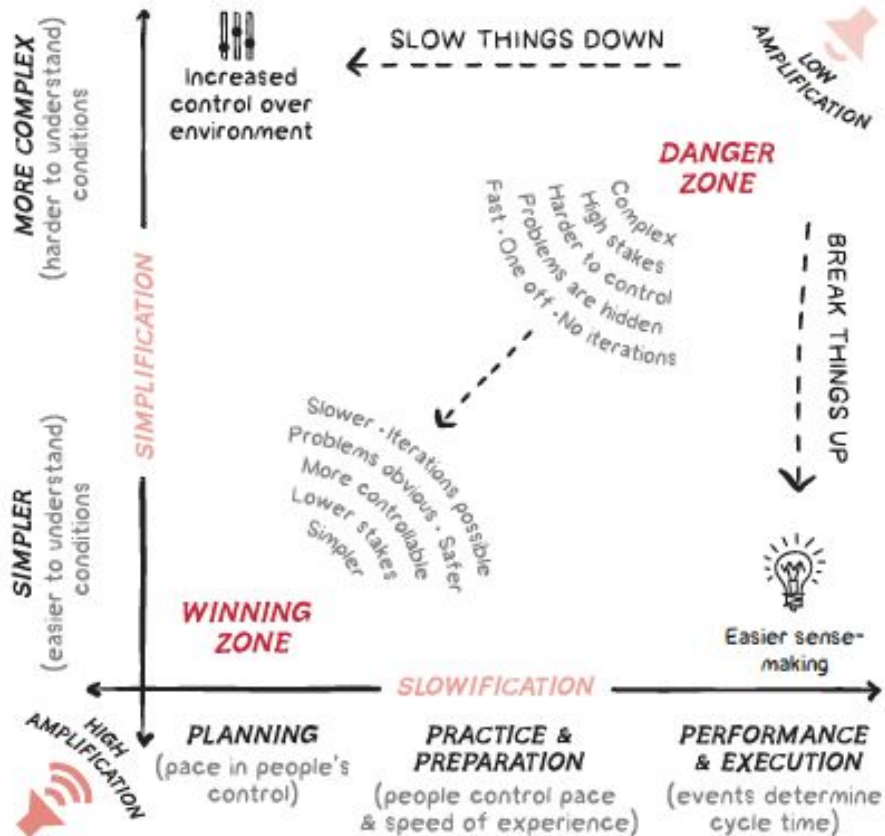 SLOW THINGS DOWN
LOW
AMPLIFICATION
Increased
control over
environment
MORE COMPLEX
(harder to understand)
conditions
DANGER
ZONE
Complex
High stakes
Harder to control
Problems are hidden
Fast · One off · No iterations
BREAK THINGS UP
SIMPLIFICATION
Slower · Iterations possible
Problems obvious · Safer
More controllable
Lower stakes
Simpler
SIMPLER
(easier to understand)
conditions
WINNING
ZONE
Easier sense-
making
SLOWIFICATION
HIGH
AMPLIFICATION
PLANNING
(pace in people's
control)
PRACTICE &
PREPARATION
(people control pace
& speed of experience)
PERFORMANCE
& EXECUTION
(events determine
cycle time)